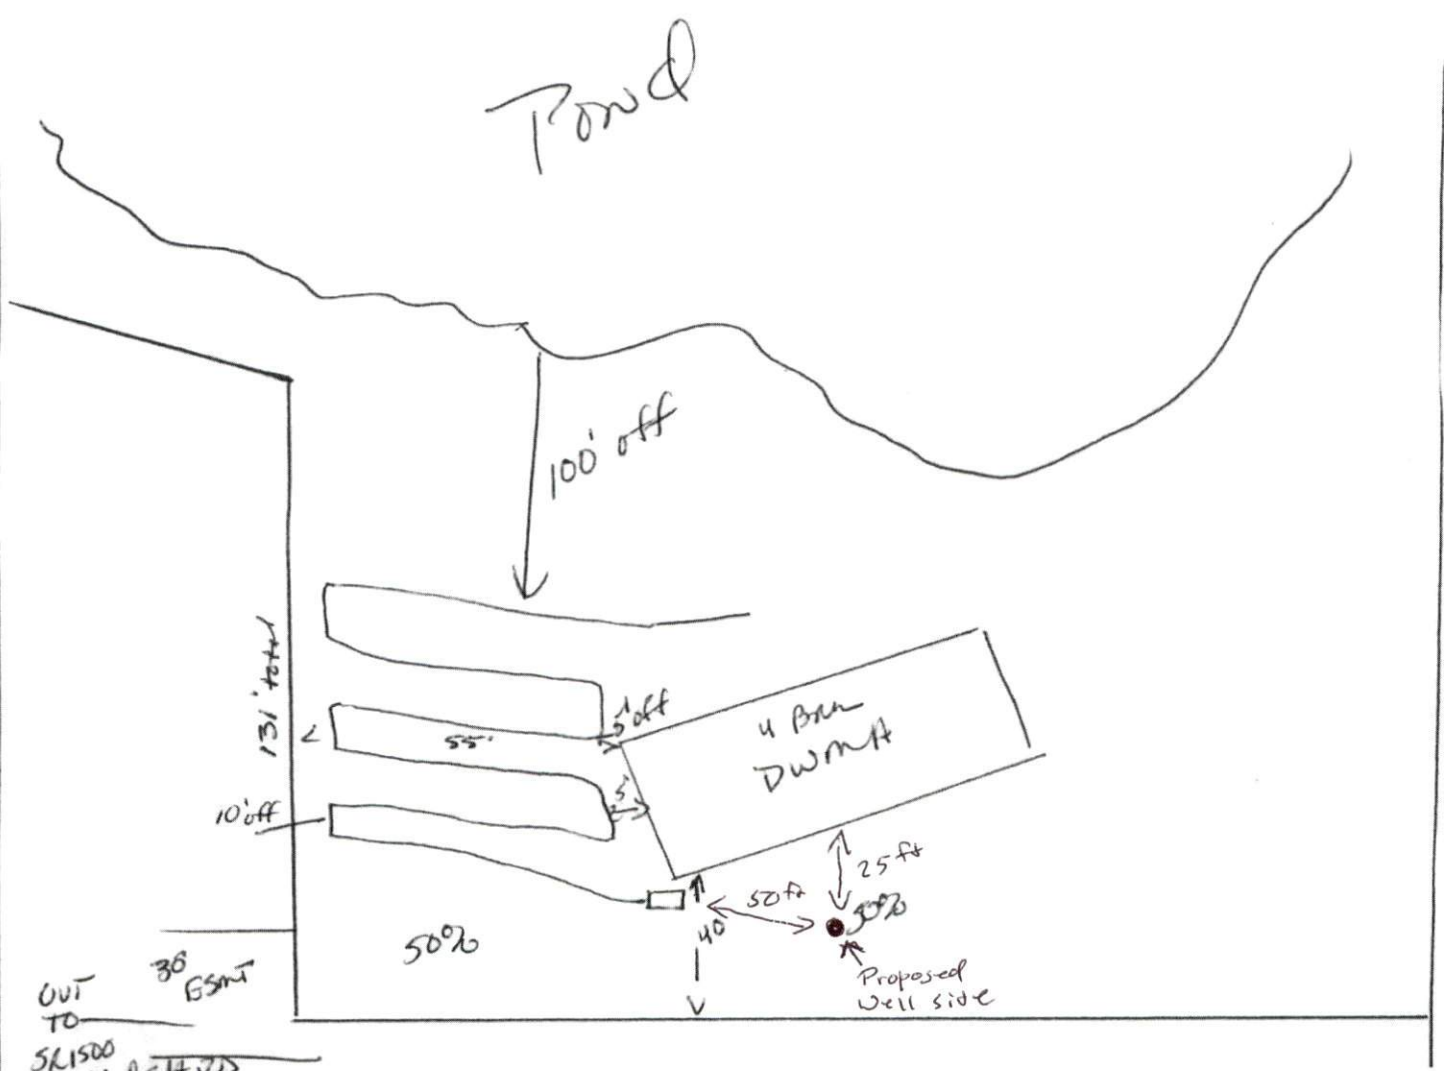 Pond
100' off
131' total
5' off
55'
4 BRM
DWMH
5'
10' off
25 ft
50 ft
50%
40'
50%
Proposed
Well side
30'
ESMT
OUT
TO
SR1500